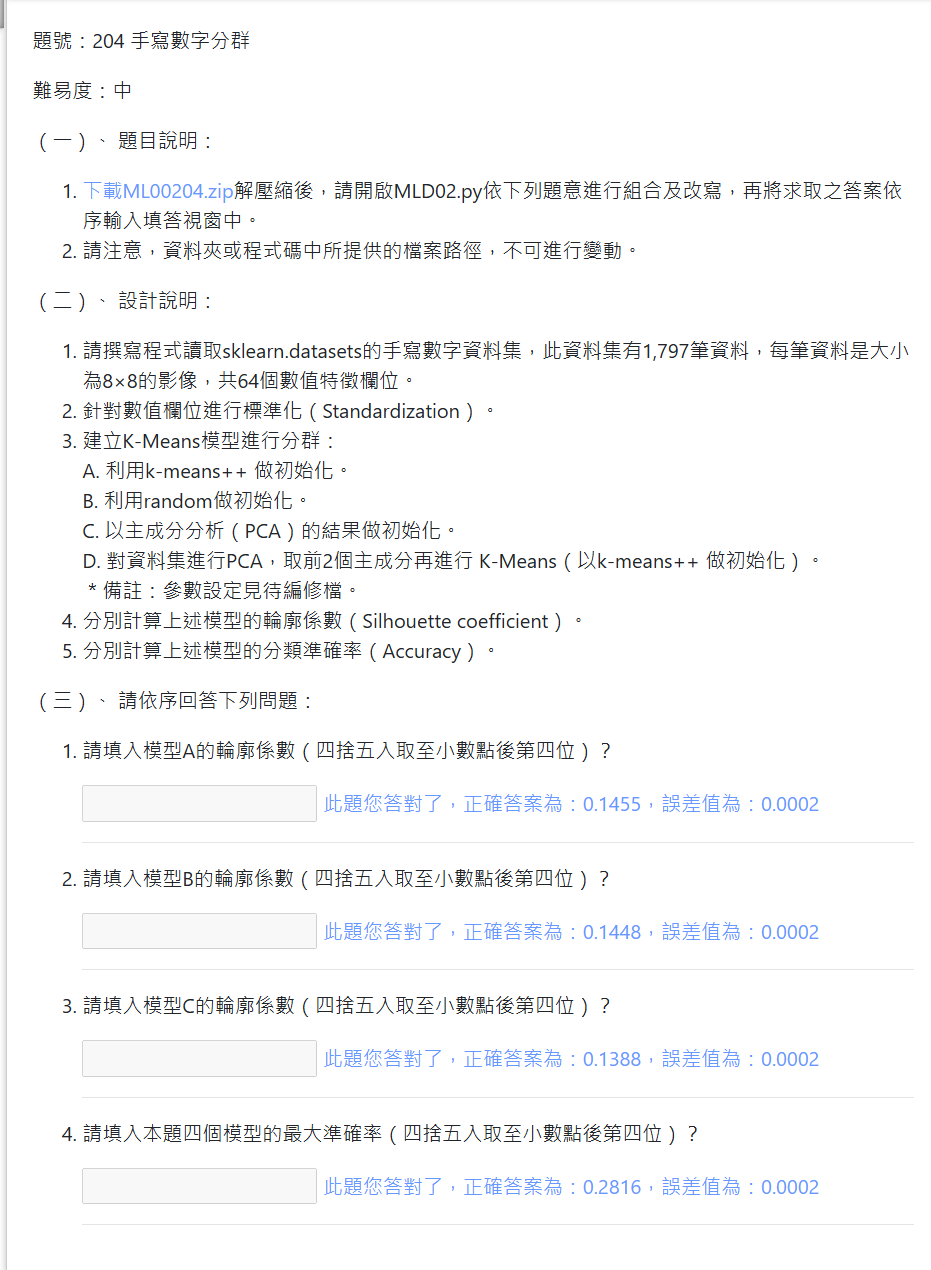 題號：204 手寫數字分群
難易度：中
（一）、 題目說明：
1. 下載ML00204.zip解壓縮後，請開啟MLD02.py依下列題意進行組合及改寫，再將求取之答案依
序輸入填答視窗中。
2. 請注意，資料夾或程式碼中所提供的檔案路徑，不可進行變動。
（二）、 設計說明：
1. 請撰寫程式讀取sklearn.datasets的手寫數字資料集，此資料集有1,797筆資料，每筆資料是大小
為8×8的影像，共64個數值特徵欄位。
2. 針對數值欄位進行標準化（Standardization）。
3. 建立K-Means模型進行分群：
A. 利用k-means++ 做初始化。
B. 利用random做初始化。
C. 以主成分分析（PCA）的結果做初始化。
D. 對資料集進行PCA，取前2個主成分再進行 K-Means（以k-means++ 做初始化）。
* 備註：參數設定見待編修檔。
4. 分別計算上述模型的輪廓係數（Silhouette coefficient）。
5. 分別計算上述模型的分類準確率（Accuracy）。
（三）、 請依序回答下列問題：
1. 請填入模型A的輪廓係數（四捨五入取至小數點後第四位）？
此題您答對了，正確答案為：0.1455，誤差值為：0.0002
2. 請填入模型B的輪廓係數（四捨五入取至小數點後第四位）？
此題您答對了，正確答案為：0.1448，誤差值為：0.0002
3. 請填入模型C的輪廓係數（四捨五入取至小數點後第四位）？
此題您答對了，正確答案為：0.1388，誤差值為：0.0002
4. 請填入本題四個模型的最大準確率（四捨五入取至小數點後第四位）？
此題您答對了，正確答案為：0.2816，誤差值為：0.0002